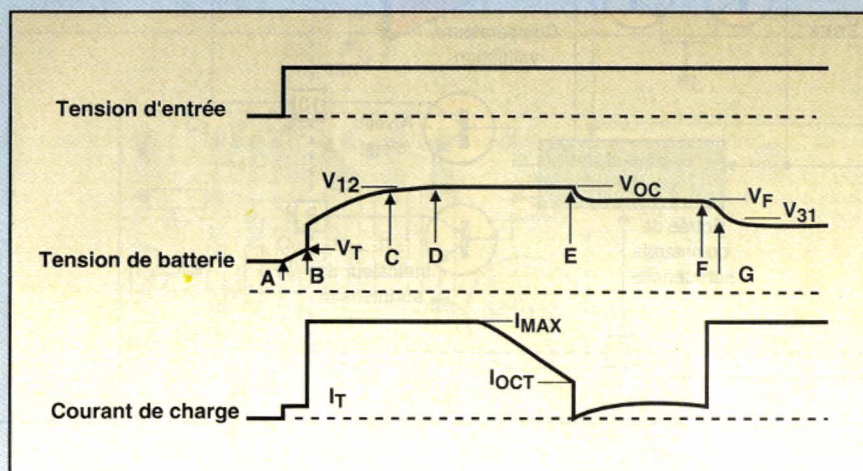 Tension d'entrée
V12
VOC
VF
V31
VT
Tension de batterie
A
B
C
D
E
F
G
IMAX
IOCT
IT
Courant de charge